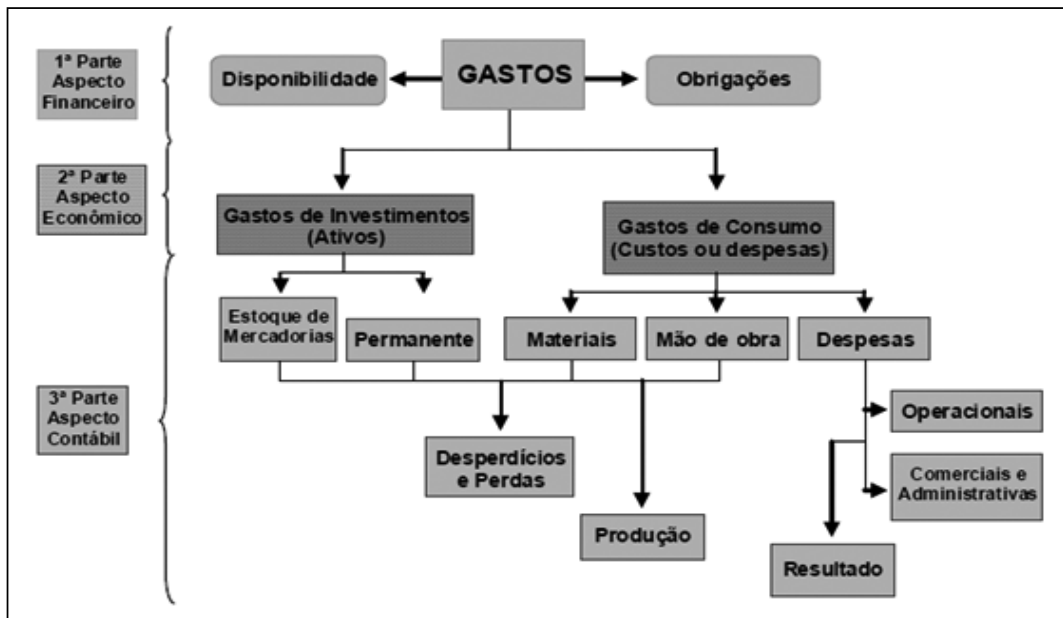 1ª Parte
Aspecto
Financeiro
Disponibilidade
GASTOS
Obrigações
2ª Parte
Aspecto
Econômico
Gastos de Investimentos
(Ativos)
Gastos de Consumo
(Custos ou despesas)
Estoque de
Mercadorias
Permanente
Materiais
Mão de obra
Despesas
3ª Parte
Aspecto
Contábil
Operacionais
Desperdícios
e Perdas
Comerciais e
Administrativas
Produção
Resultado